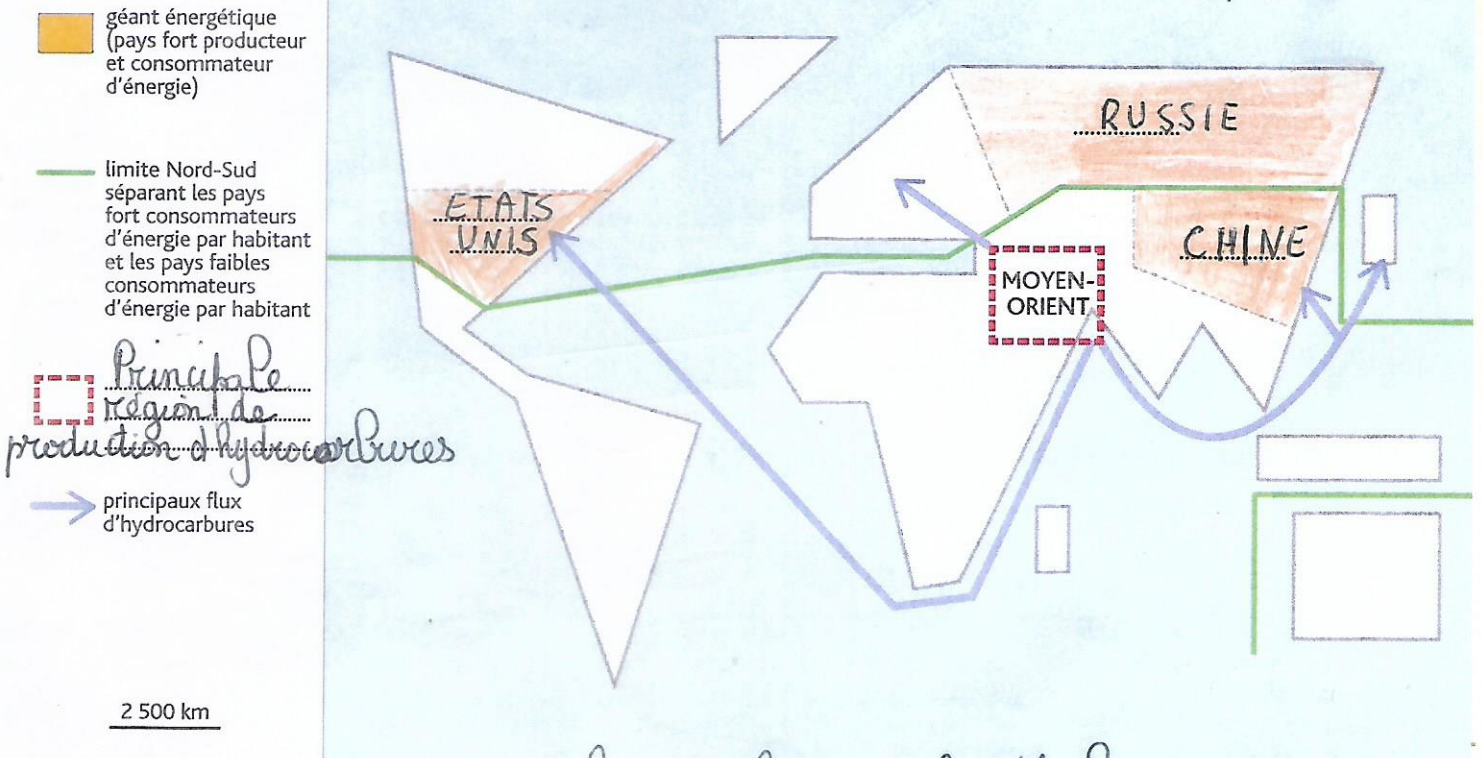 géant énergétique
(pays fort producteur
et consommateur
d'énergie)
limite Nord-Sud
séparant les pays
fort consommateurs
d'énergie par habitant
et les pays faibles
consommateurs
d'énergie par habitant
Principale
région de
production d'hydrocarbures
principaux flux
d'hydrocarbures
2 500 km
ETATS
UNIS
RUSSIE
CHINE
MOYEN-
ORIENT